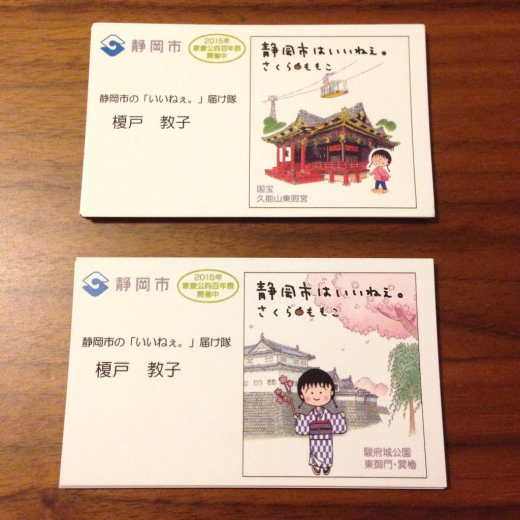 静岡市
2015年
家康公四百年祭
開催中
静岡市の「いいねぇ。」届け隊
榎戸 教子
静岡市はいいねぇ。
さくらももこ
国宝
久能山東照宮
静岡市
2015年
家康公四百年祭
開催中
静岡市の「いいねぇ。」届け隊
榎戸 教子
静岡市はいいねぇ。
さくらももこ
駿府城公園
東御門・巽櫓